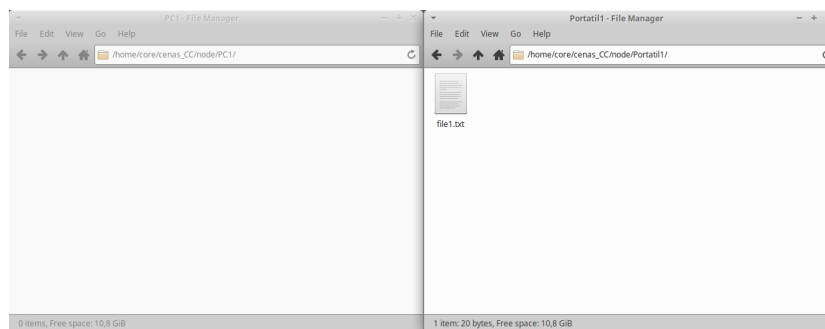 PC1 - File Manager
File Edit View Go Help
/home/core/cenas_CC/node/PC1/
0 items, Free space: 10,8 GiB
Portatil1 - File Manager
File Edit View Go Help
/home/core/cenas_CC/node/Portatil1/
file1.txt
1 item: 20 bytes, Free space: 10,8 GiB